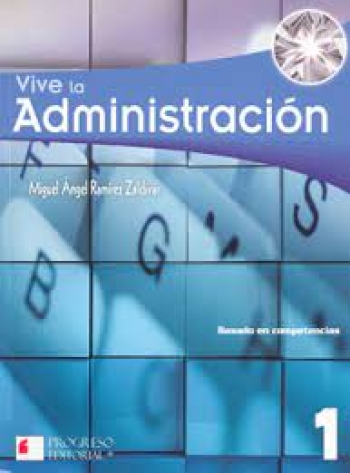 Vive la
Administración
Miguel Ángel Ramírez Zaldívar
F
S
B
G
Basado en competencias
1
PROGRESO
EDITORIAL®